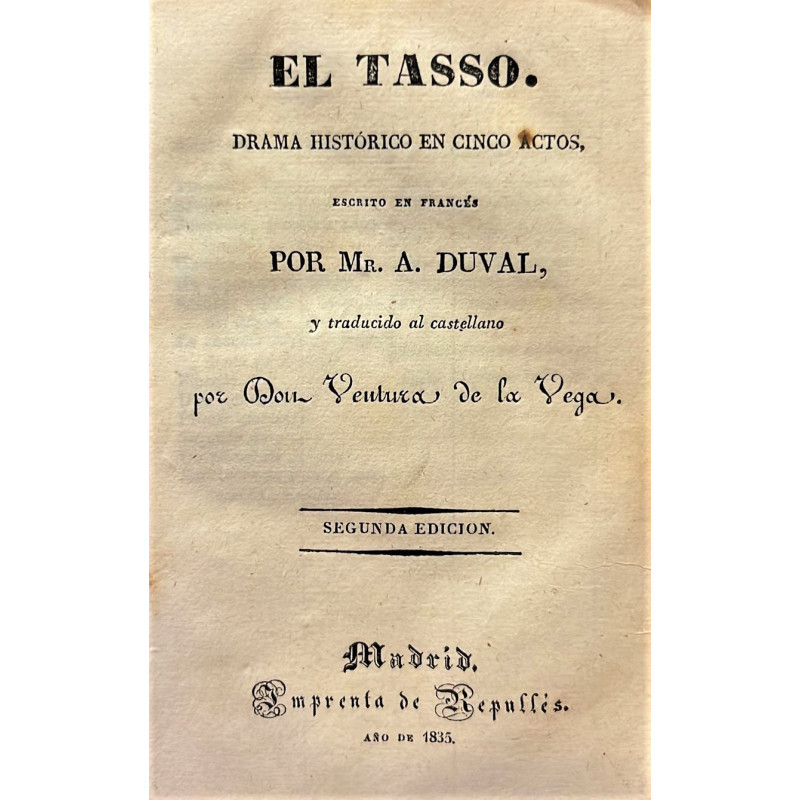 EL TASSO.
DRAMA HISTÓRICO EN CINCO ACTOS,
ESCRITO EN FRANCÉS
POR MR. A. DUVAL,
y traducido al castellano
por Don Ventura de la Vega.
SEGUNDA EDICION.
Madrid.
Imprenta de Repullés.
AÑO DE 1835.